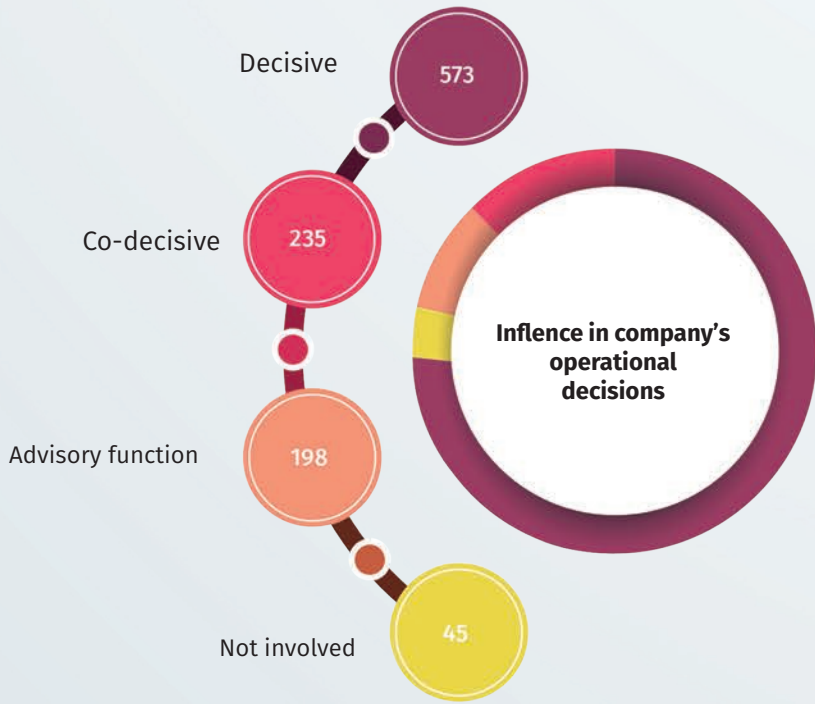 Decisive
573
Co-decisive
235
Advisory function
198
Not involved
45
Inflence in company’s
operational
decisions